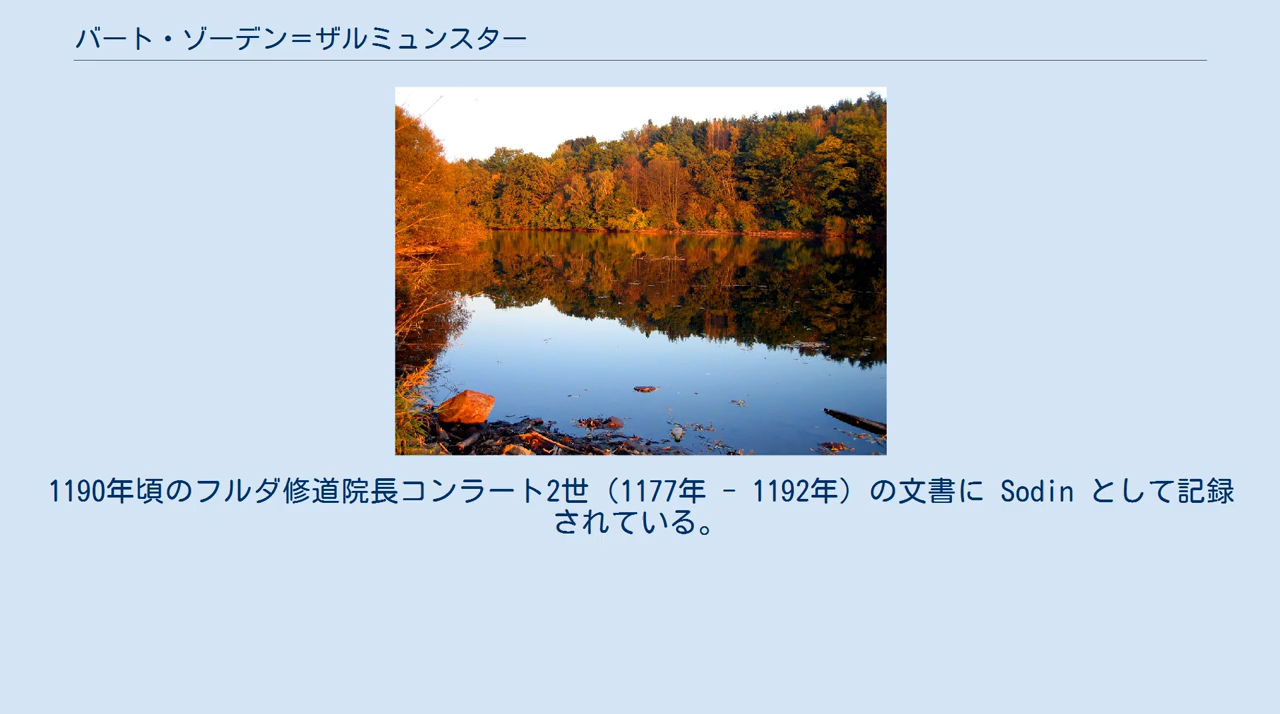 バート・ゾーデン＝ザルミュンスター
1190年頃のフルダ修道院長コンラート2世（1177年 - 1192年）の文書に Sodin として記録
されている。